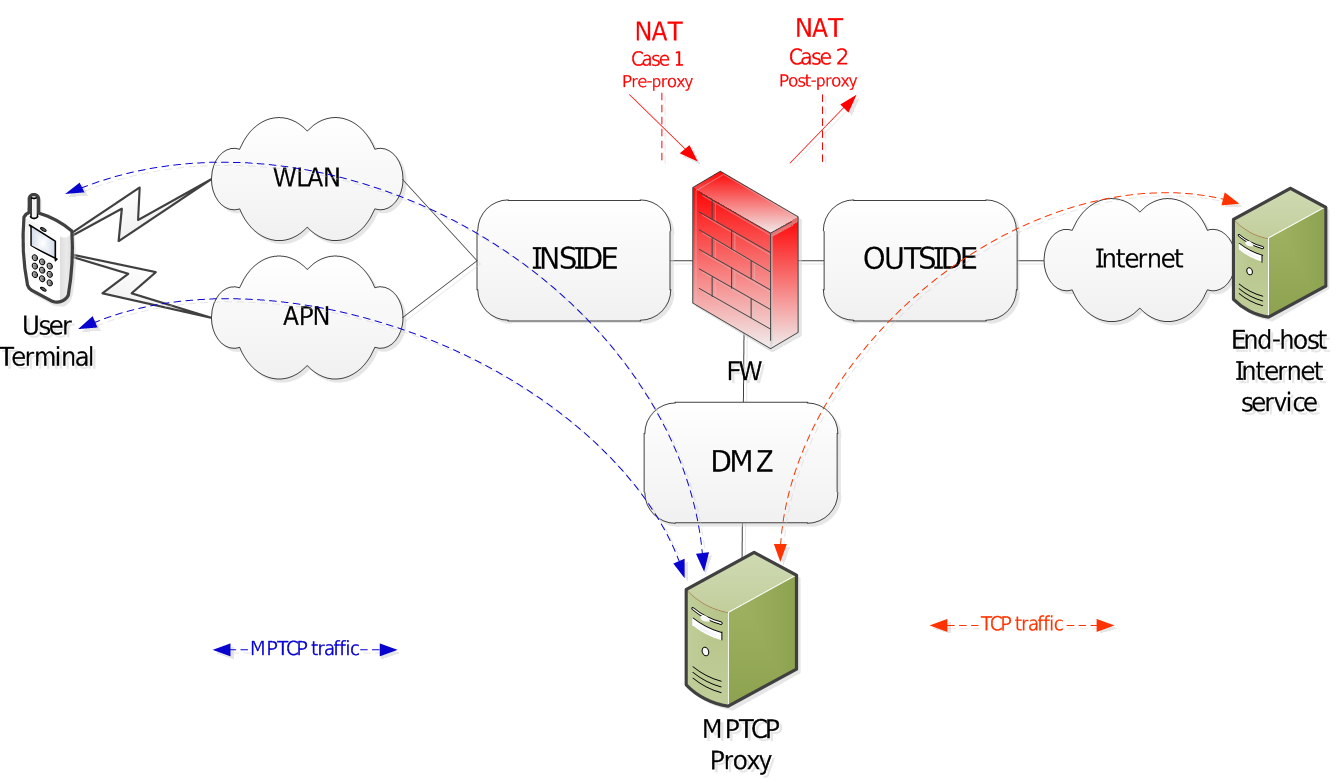 NAT
Case 1
Pre-proxy
NAT
Case 2
Post-proxy
WLAN
INSIDE
OUTSIDE
Internet
APN
User
Terminal
FW
End-host
Internet
service
DMZ
TCP traffic
MPTCP traffic
MPTCP
Proxy